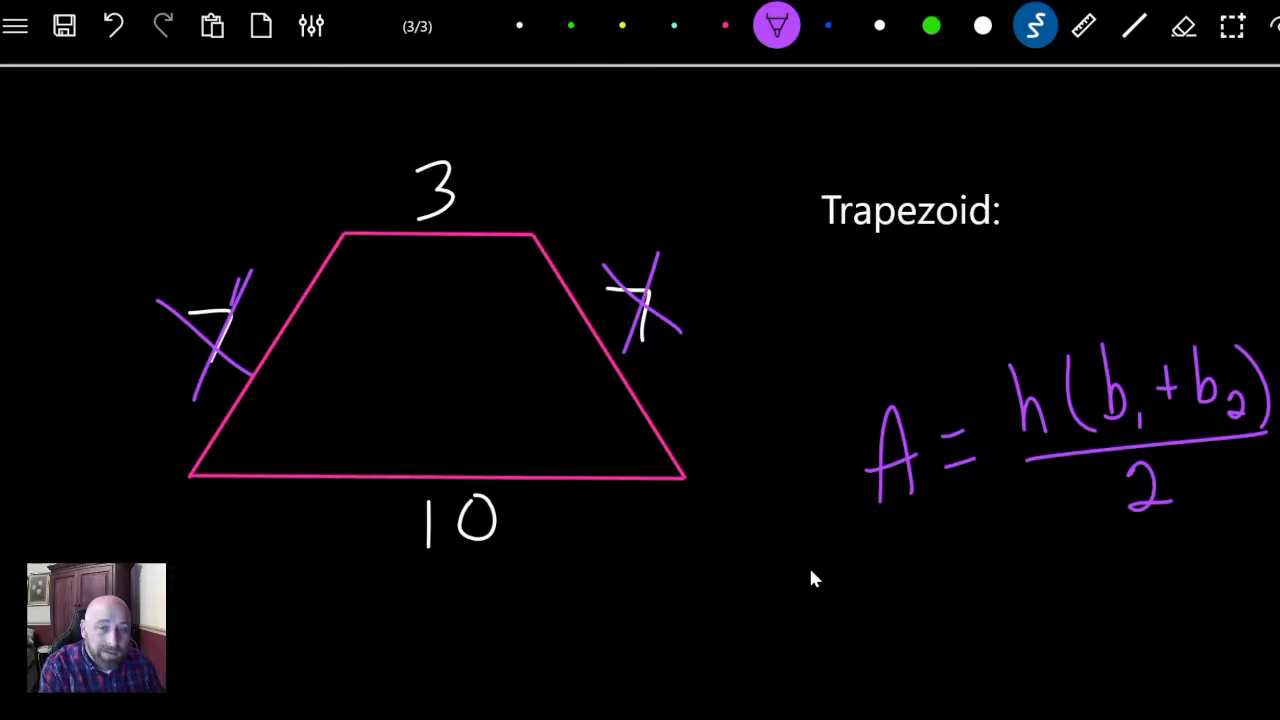 (3/3)
3
Trapezoid:
7
7
A = h(b₁+b₂)/2
10